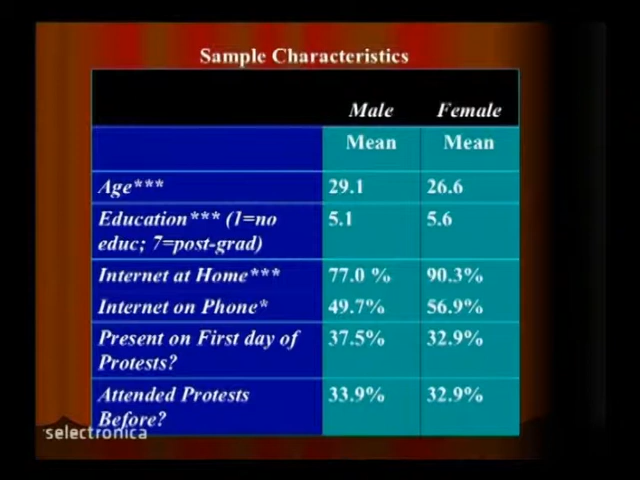 Sample Characteristics
Male Female
Mean Mean
Age*** 29.1 26.6
Education*** (1=no 5.1 5.6
educ; 7=post-grad)
Internet at Home*** 77.0 % 90.3%
Internet on Phone* 49.7% 56.9%
Present on First day of 37.5% 32.9%
Protests?
Attended Protests 33.9% 32.9%
Before?
selectronica